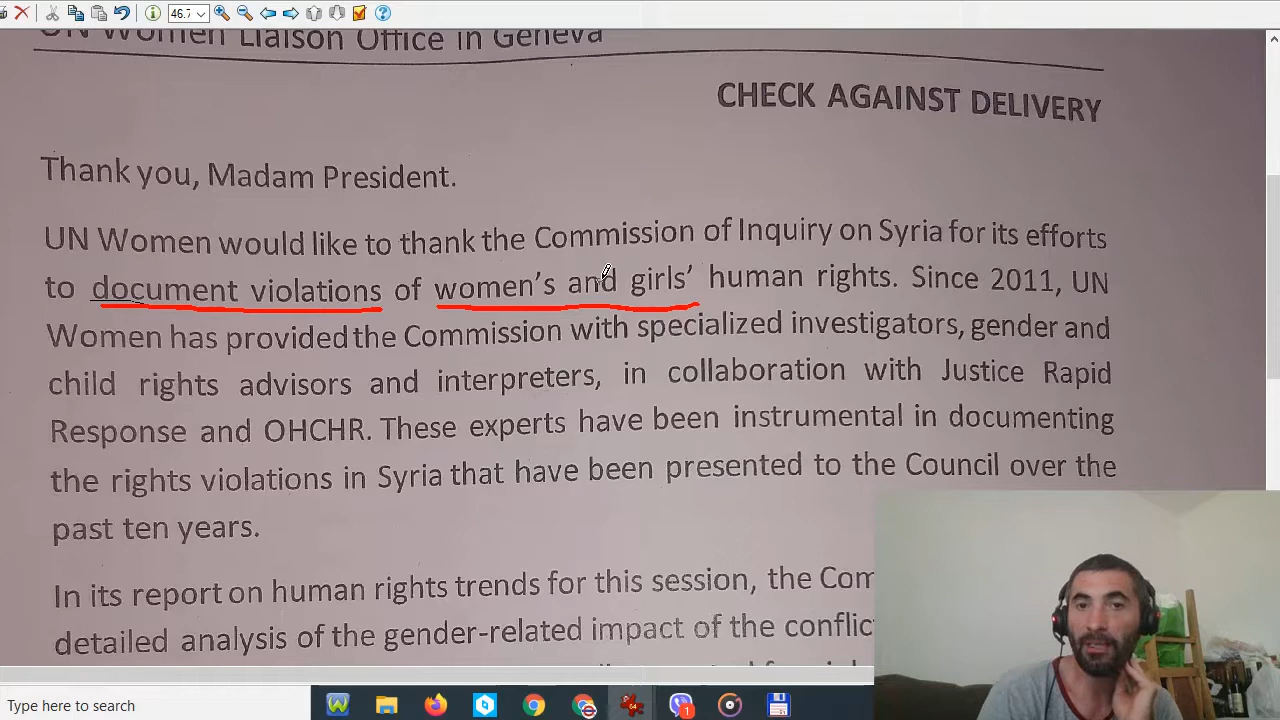 46.7
UN Women Liaison Office in Geneva
CHECK AGAINST DELIVERY
Thank you, Madam President.
UN Women would like to thank the Commission of Inquiry on Syria for its efforts
to document violations of women's and girls' human rights. Since 2011, UN
Women has provided the Commission with specialized investigators, gender and
child rights advisors and interpreters, in collaboration with Justice Rapid
Response and OHCHR. These experts have been instrumental in documenting
the rights violations in Syria that have been presented to the Council over the
past ten years.
In its report on human rights trends for this session, the Com
detailed analysis of the gender-related impact of the conflic
Type here to search
64
1